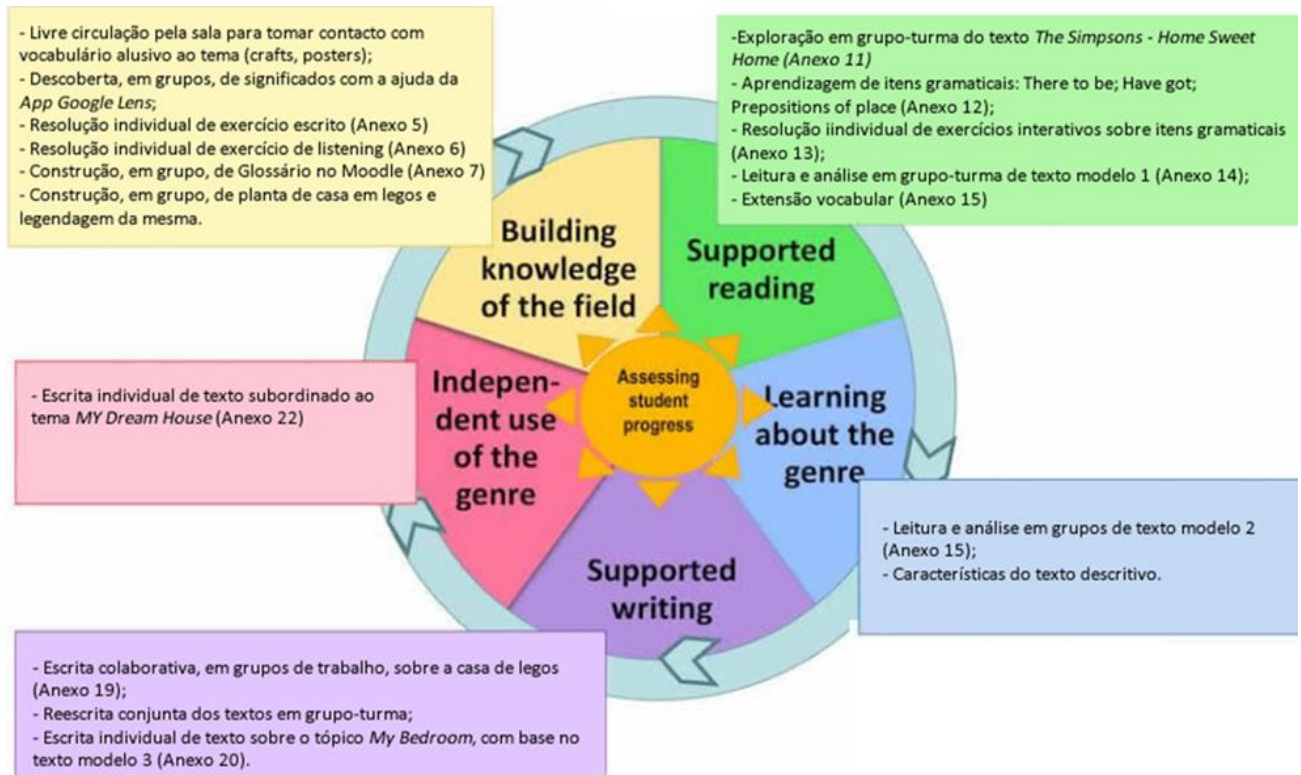 - Livre circulação pela sala para tomar contacto com
vocabulário alusivo ao tema (crafts, posters);
- Descoberta, em grupos, de significados com a ajuda da
App Google Lens;
- Resolução individual de exercício escrito (Anexo 5)
- Resolução individual de exercício de listening (Anexo 6)
- Construção, em grupo, de Glossário no Moodle (Anexo 7)
- Construção, em grupo, de planta de casa em legos e
legendagem da mesma.
-Exploração em grupo-turma do texto The Simpsons - Home Sweet
Home (Anexo 11)
- Aprendizagem de itens gramaticais: There to be; Have got;
Prepositions of place (Anexo 12);
- Resolução iindividual de exercícios interativos sobre itens gramaticais
(Anexo 13);
- Leitura e análise em grupo-turma de texto modelo 1 (Anexo 14);
- Extensão vocabular (Anexo 15)
Building
knowledge
of the field
Supported
reading
Assessing
student
progress
Learning
about the
genre
- Leitura e análise em grupos de texto modelo 2
(Anexo 15);
- Características do texto descritivo.
Supported
writing
- Escrita colaborativa, em grupos de trabalho, sobre a casa de legos
(Anexo 19);
- Reescrita conjunta dos textos em grupo-turma;
- Escrita individual de texto sobre o tópico My Bedroom, com base no
texto modelo 3 (Anexo 20).
Indepen-
dent use
of the
genre
- Escrita individual de texto subordinado ao
tema MY Dream House (Anexo 22)